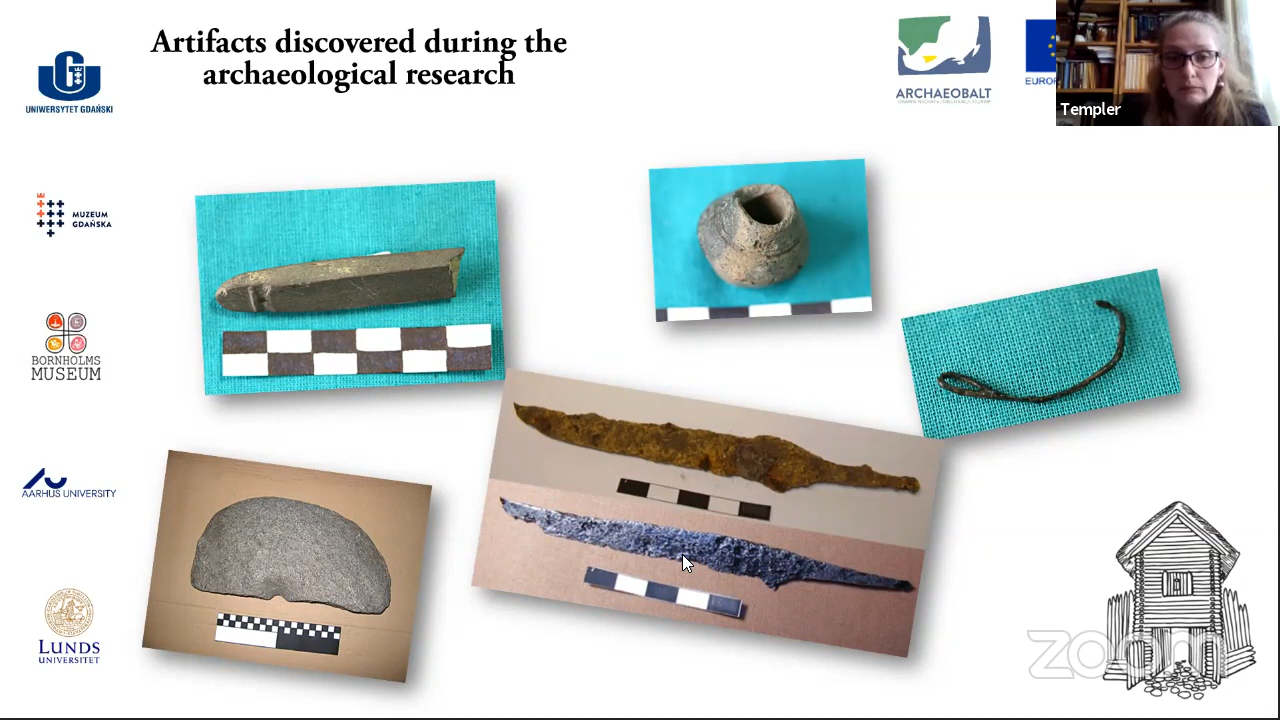 Artifacts discovered during the
archaeological research
UNIWERSYTET GDAŃSKI
ARCHAEOBALT
EUROP
Templer
MUZEUM
GDAŃSKA
BORNHOLMS
MUSEUM
AARHUS UNIVERSITY
LUNDS
UNIVERSITET
zoom